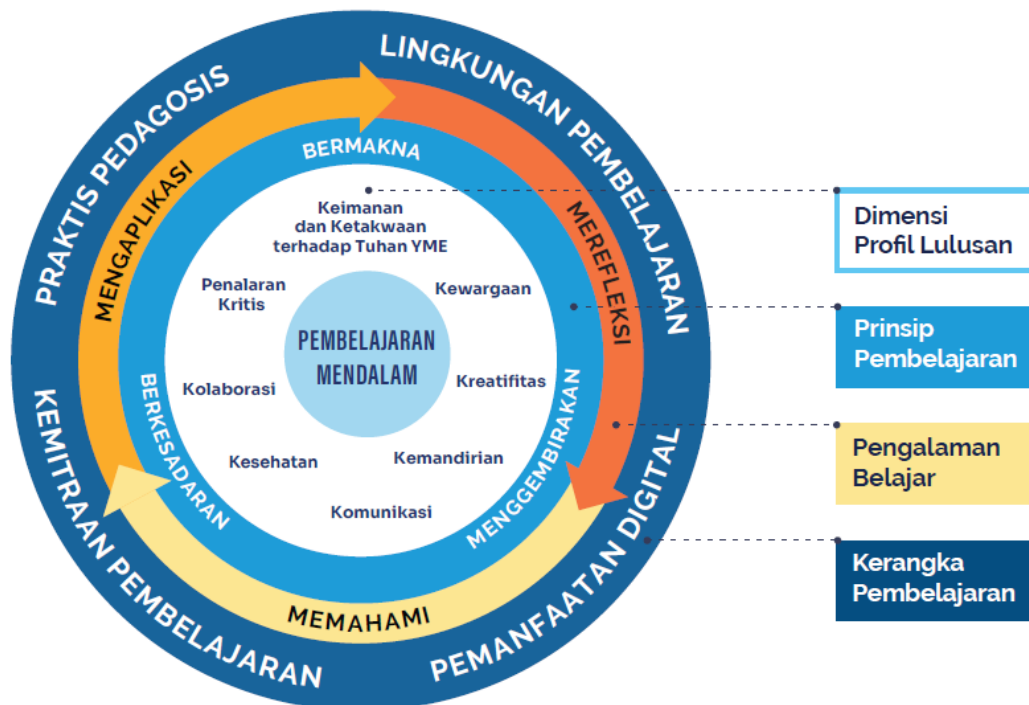 PRAKTIS PEDAGOSIS
LINGKUNGAN PEMBELAJARAN
KEMITRAAN PEMBELAJARAN
PEMANFAATAN DIGITAL
MENGAPLIKASI
MEREFLEKSI
MEMAHAMI
BERMAKNA
BERKESADARAN
MENGGEMBIRAKAN
Keimanan
dan Ketakwaan
terhadap Tuhan YME
Penalaran
Kritis
Kewargaan
PEMBELAJARAN
MENDALAM
Kolaborasi
Kreatifitas
Kesehatan
Kemandirian
Komunikasi
Dimensi
Profil Lulusan
Prinsip
Pembelajaran
Pengalaman
Belajar
Kerangka
Pembelajaran